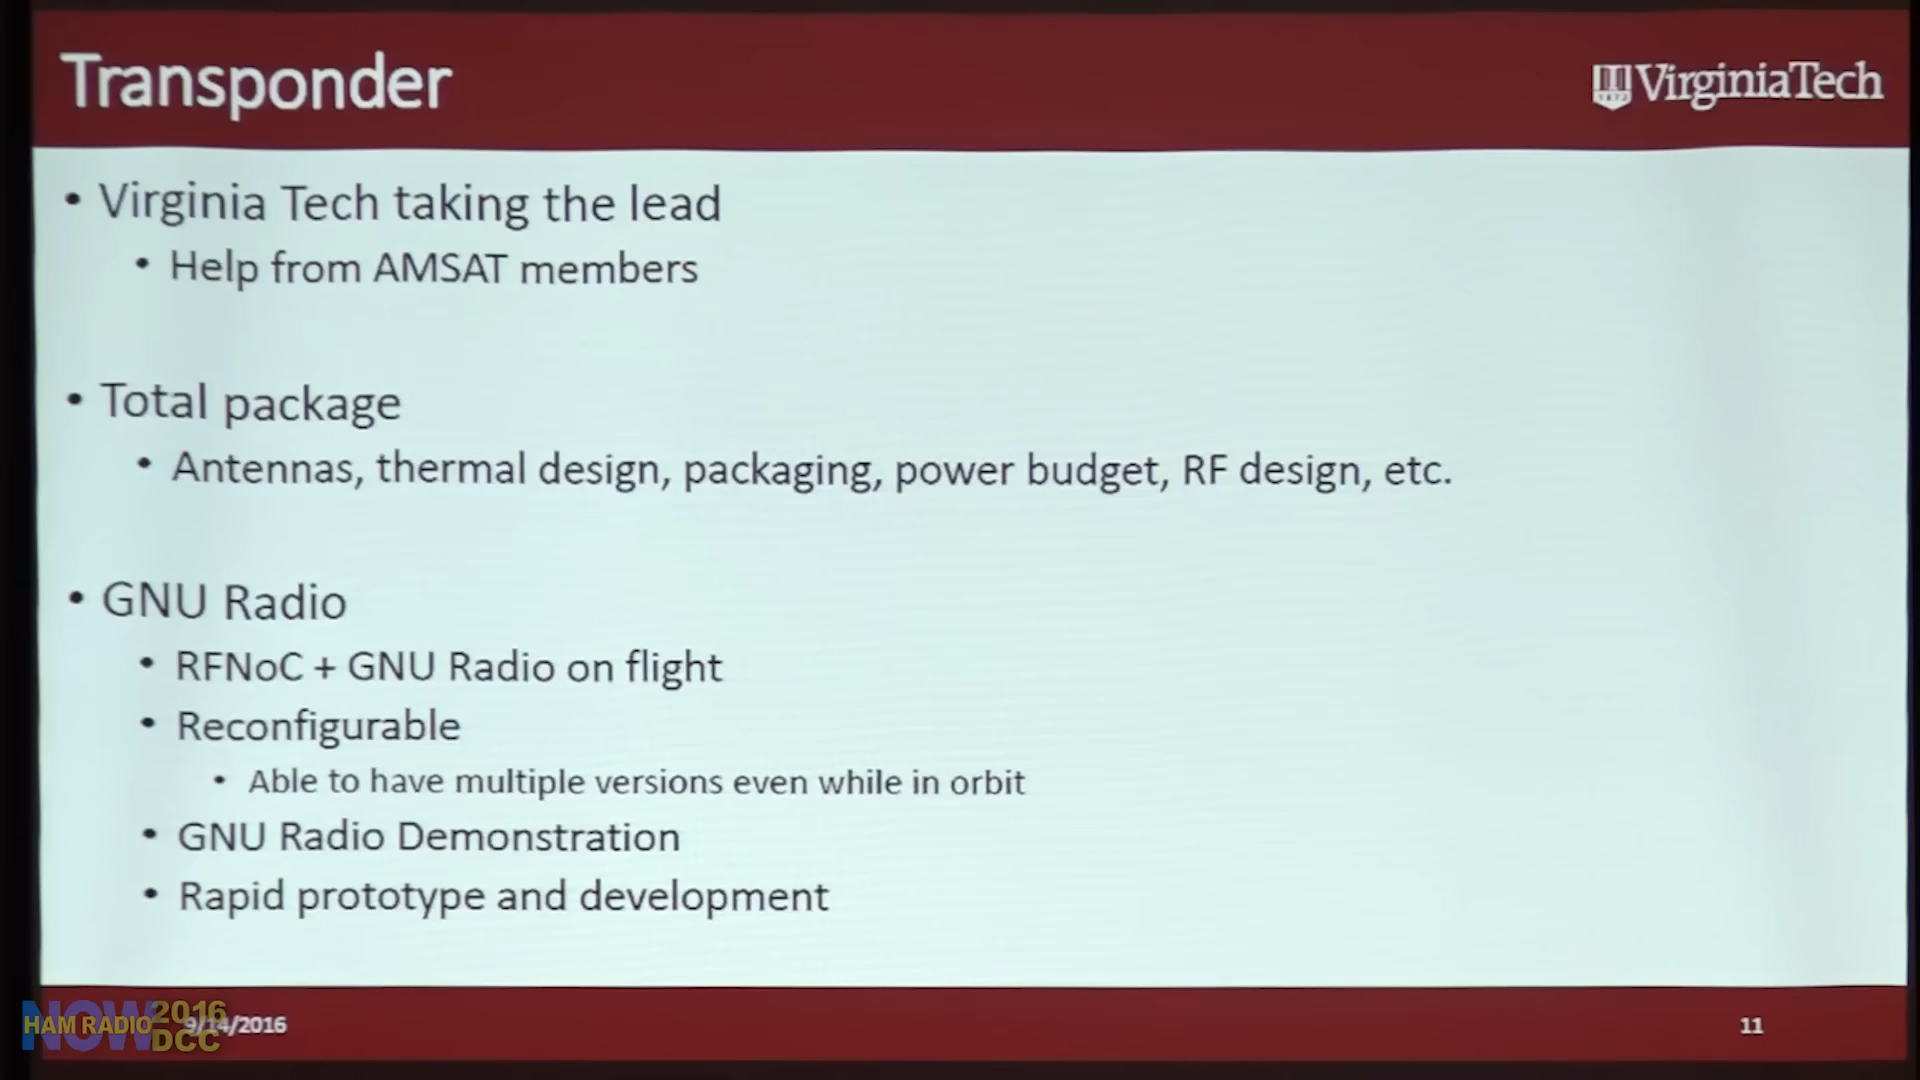 Transponder
VirginiaTech
• Virginia Tech taking the lead
• Help from AMSAT members
• Total package
• Antennas, thermal design, packaging, power budget, RF design, etc.
• GNU Radio
• RFNoC + GNU Radio on flight
• Reconfigurable
• Able to have multiple versions even while in orbit
• GNU Radio Demonstration
• Rapid prototype and development
HAM RADIO
NOW
2016
DCC
9/14/2016
11